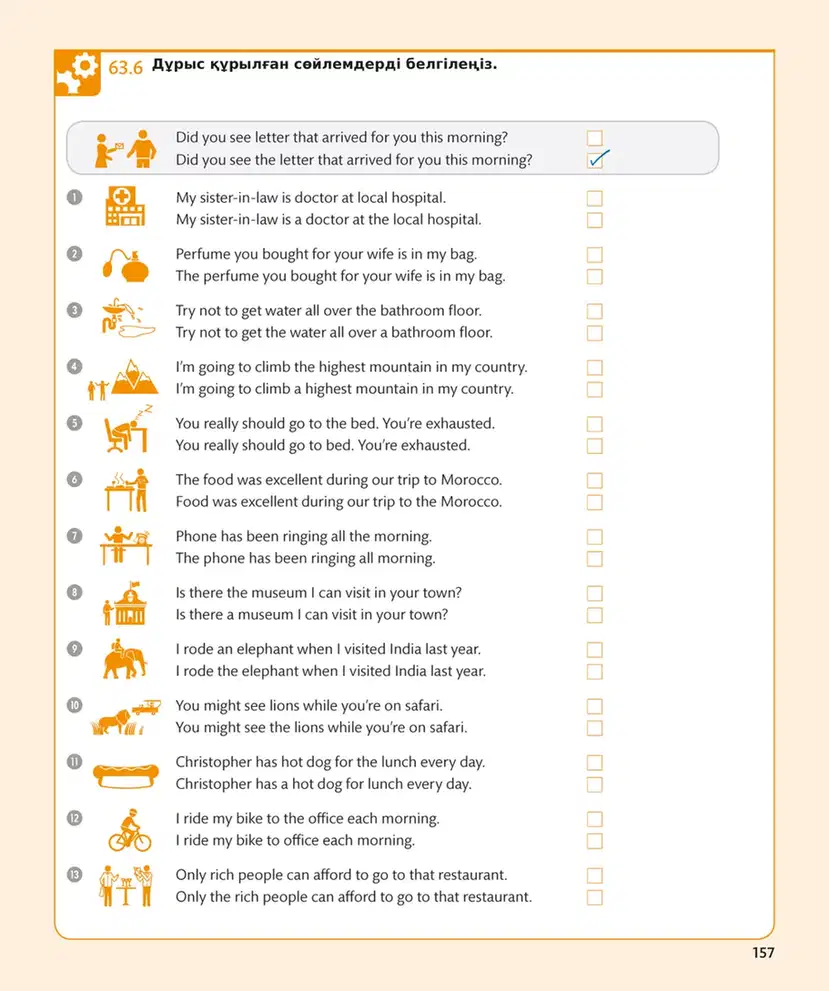 63.6 Дұрыс құрылған сөйлемдерді белгілеңіз.
Did you see letter that arrived for you this morning?
Did you see the letter that arrived for you this morning?
1 My sister-in-law is doctor at local hospital.
My sister-in-law is a doctor at the local hospital.
2 Perfume you bought for your wife is in my bag.
The perfume you bought for your wife is in my bag.
3 Try not to get water all over the bathroom floor.
Try not to get the water all over a bathroom floor.
4 I'm going to climb the highest mountain in my country.
I'm going to climb a highest mountain in my country.
Z Z Z
5 You really should go to the bed. You're exhausted.
You really should go to bed. You're exhausted.
6 The food was excellent during our trip to Morocco.
Food was excellent during our trip to the Morocco.
7 Phone has been ringing all the morning.
The phone has been ringing all morning.
8 Is there the museum I can visit in your town?
Is there a museum I can visit in your town?
9 I rode an elephant when I visited India last year.
I rode the elephant when I visited India last year.
10 You might see lions while you're on safari.
You might see the lions while you're on safari.
11 Christopher has hot dog for the lunch every day.
Christopher has a hot dog for lunch every day.
12 I ride my bike to the office each morning.
I ride my bike to office each morning.
13 Only rich people can afford to go to that restaurant.
Only the rich people can afford to go to that restaurant.
157